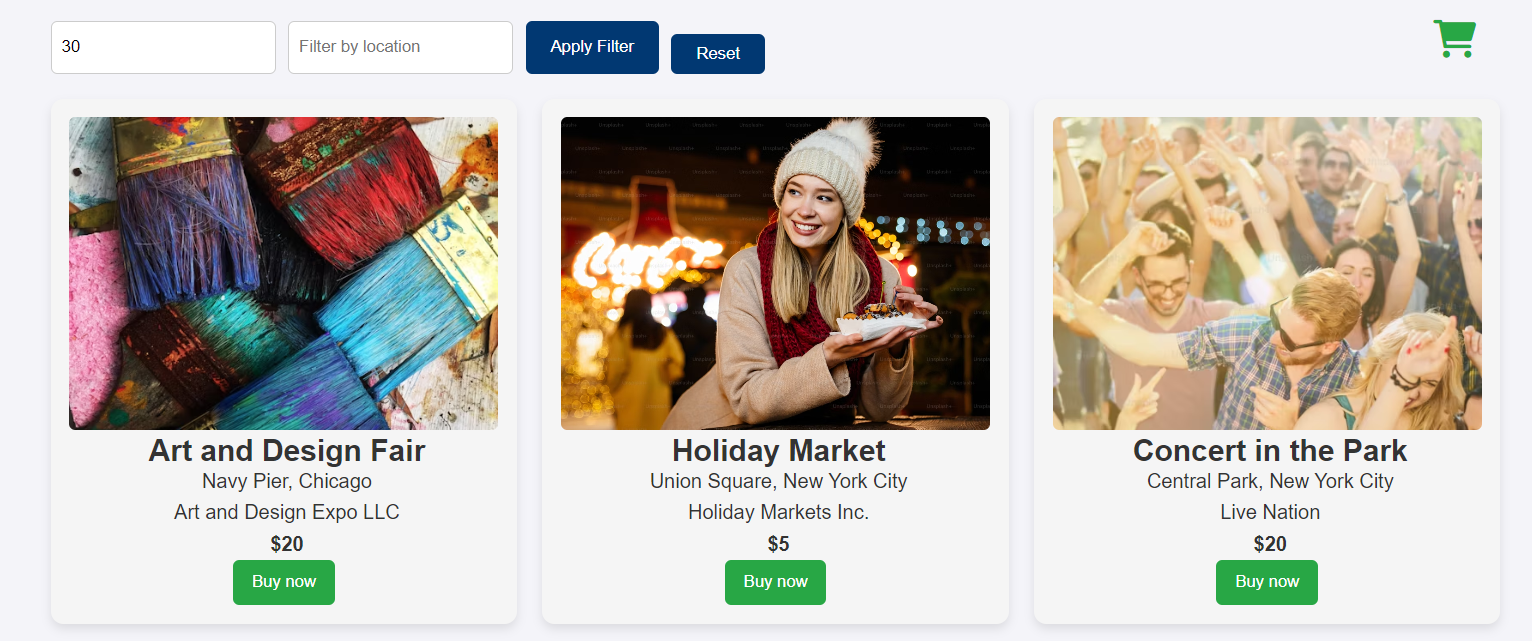 30
Filter by location
Apply Filter
Reset
Art and Design Fair
Navy Pier, Chicago
Art and Design Expo LLC
$20
Buy now
Holiday Market
Union Square, New York City
Holiday Markets Inc.
$5
Buy now
Concert in the Park
Central Park, New York City
Live Nation
$20
Buy now